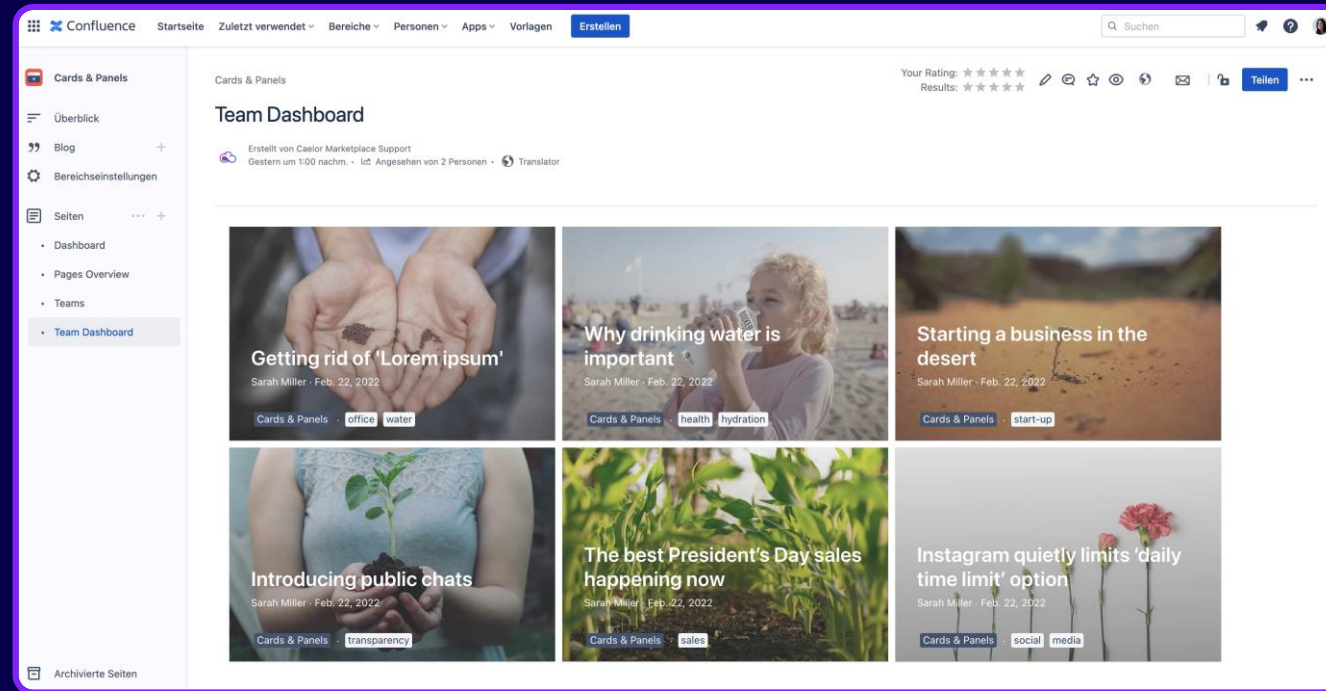 Confluence Startseite Zuletzt verwendet Bereiche Personen Apps Vorlagen Erstellen Suchen
Cards & Panels
Überblick
Blog
Bereichseinstellungen
Seiten
Dashboard
Pages Overview
Teams
Team Dashboard
Archivierte Seiten
Cards & Panels
Your Rating:
Results:
Teilen
Team Dashboard
Erstellt von Caelor Marketplace Support
Gestern um 1:00 nachm. • Angesehen von 2 Personen • Translator
Getting rid of 'Lorem ipsum'
Sarah Miller · Feb. 22, 2022
Cards & Panels · office water
Why drinking water is
important
Sarah Miller · Feb. 22, 2022
Cards & Panels · health hydration
Starting a business in the
desert
Sarah Miller · Feb. 22, 2022
Cards & Panels · start-up
Introducing public chats
Sarah Miller · Feb. 22, 2022
Cards & Panels · transparency
The best President's Day sales
happening now
Sarah Miller · Feb. 22, 2022
Cards & Panels · sales
Instagram quietly limits 'daily
time limit' option
Sarah Miller · Feb. 22, 2022
Cards & Panels · social media